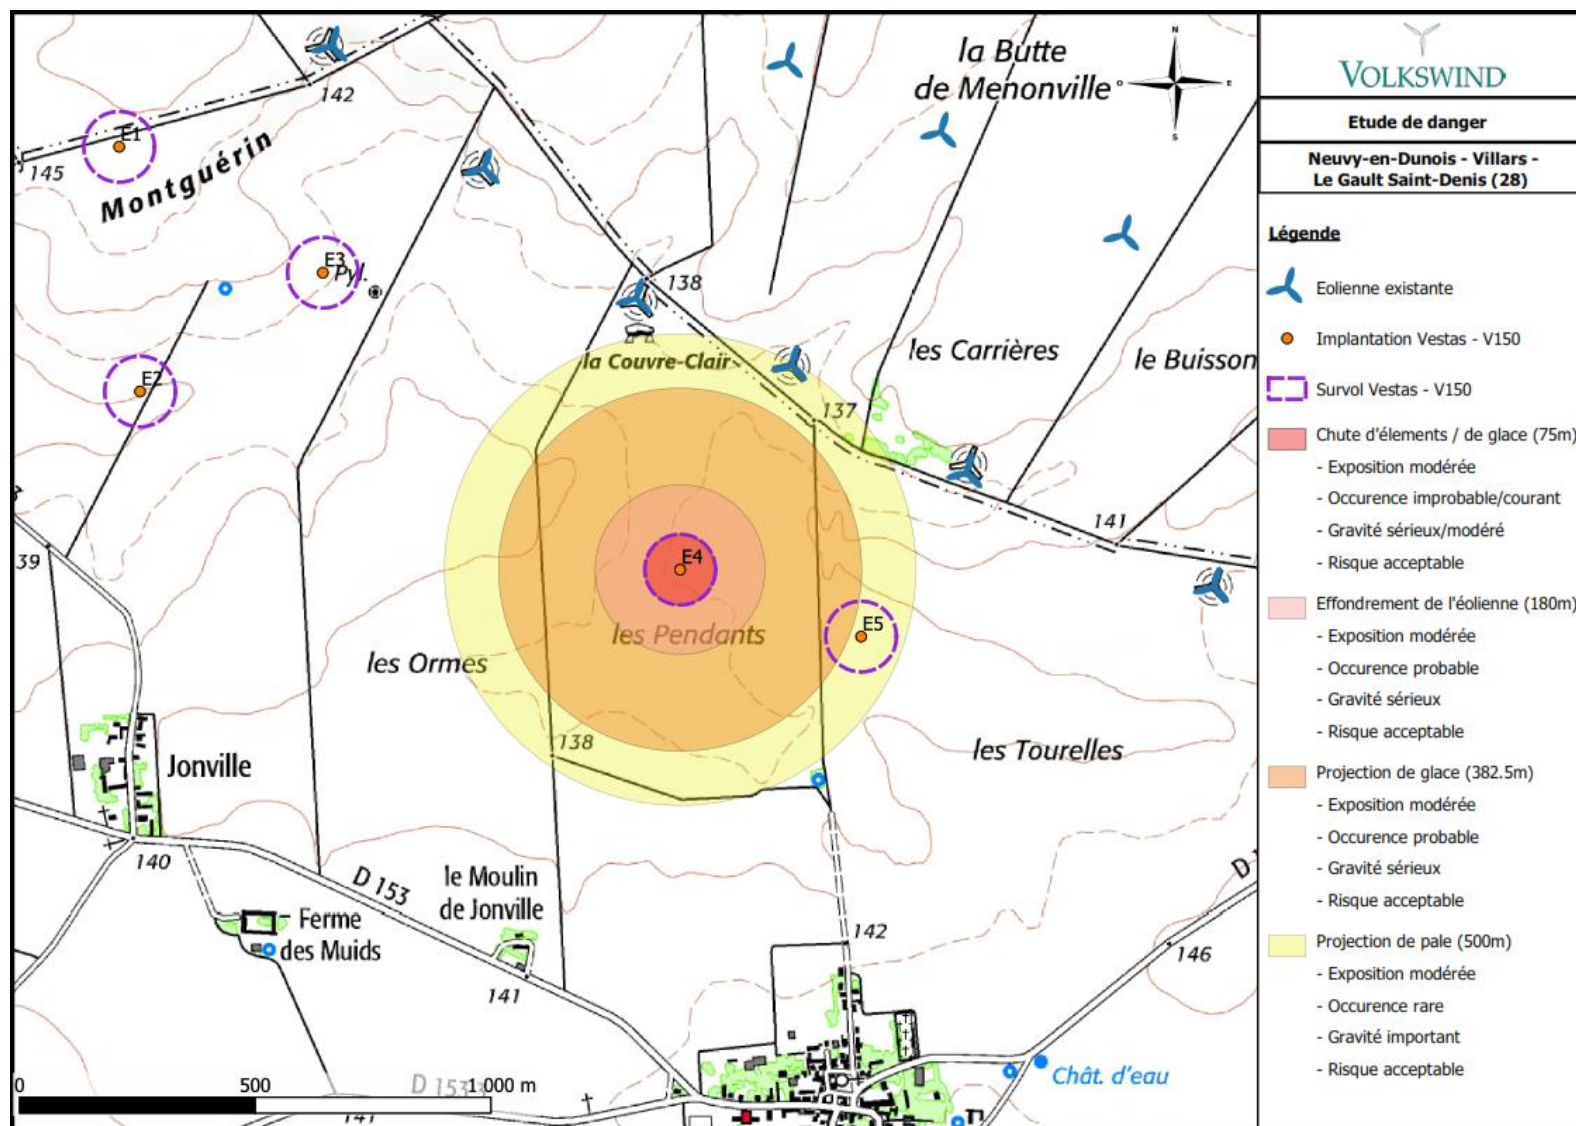 la Butte
de Menonville
N
O
E
S
142
E1
145
Montguérin
E3
Pyl.
138
E2
la Couvre-Clair
les Carrières
le Buisson
137
141
39
E4
E5
les Pendants
les Ormes
138
les Tourelles
Jonville
140
D 153
le Moulin
de Jonville
Ferme
des Muids
142
146
141
Chât. d'eau
D 153
141
0
500
1 000 m
VOLKSWIND
Etude de danger
Neuvy-en-Dunois - Villars -
Le Gault Saint-Denis (28)
Légende
Eolienne existante
Implantation Vestas - V150
Survol Vestas - V150
Chute d'élements / de glace (75m)
- Exposition modérée
- Occurence improbable/courant
- Gravité sérieux/modéré
- Risque acceptable
Effondrement de l'éolienne (180m)
- Exposition modérée
- Occurence probable
- Gravité sérieux
- Risque acceptable
Projection de glace (382.5m)
- Exposition modérée
- Occurence probable
- Gravité sérieux
- Risque acceptable
Projection de pale (500m)
- Exposition modérée
- Occurence rare
- Gravité important
- Risque acceptable